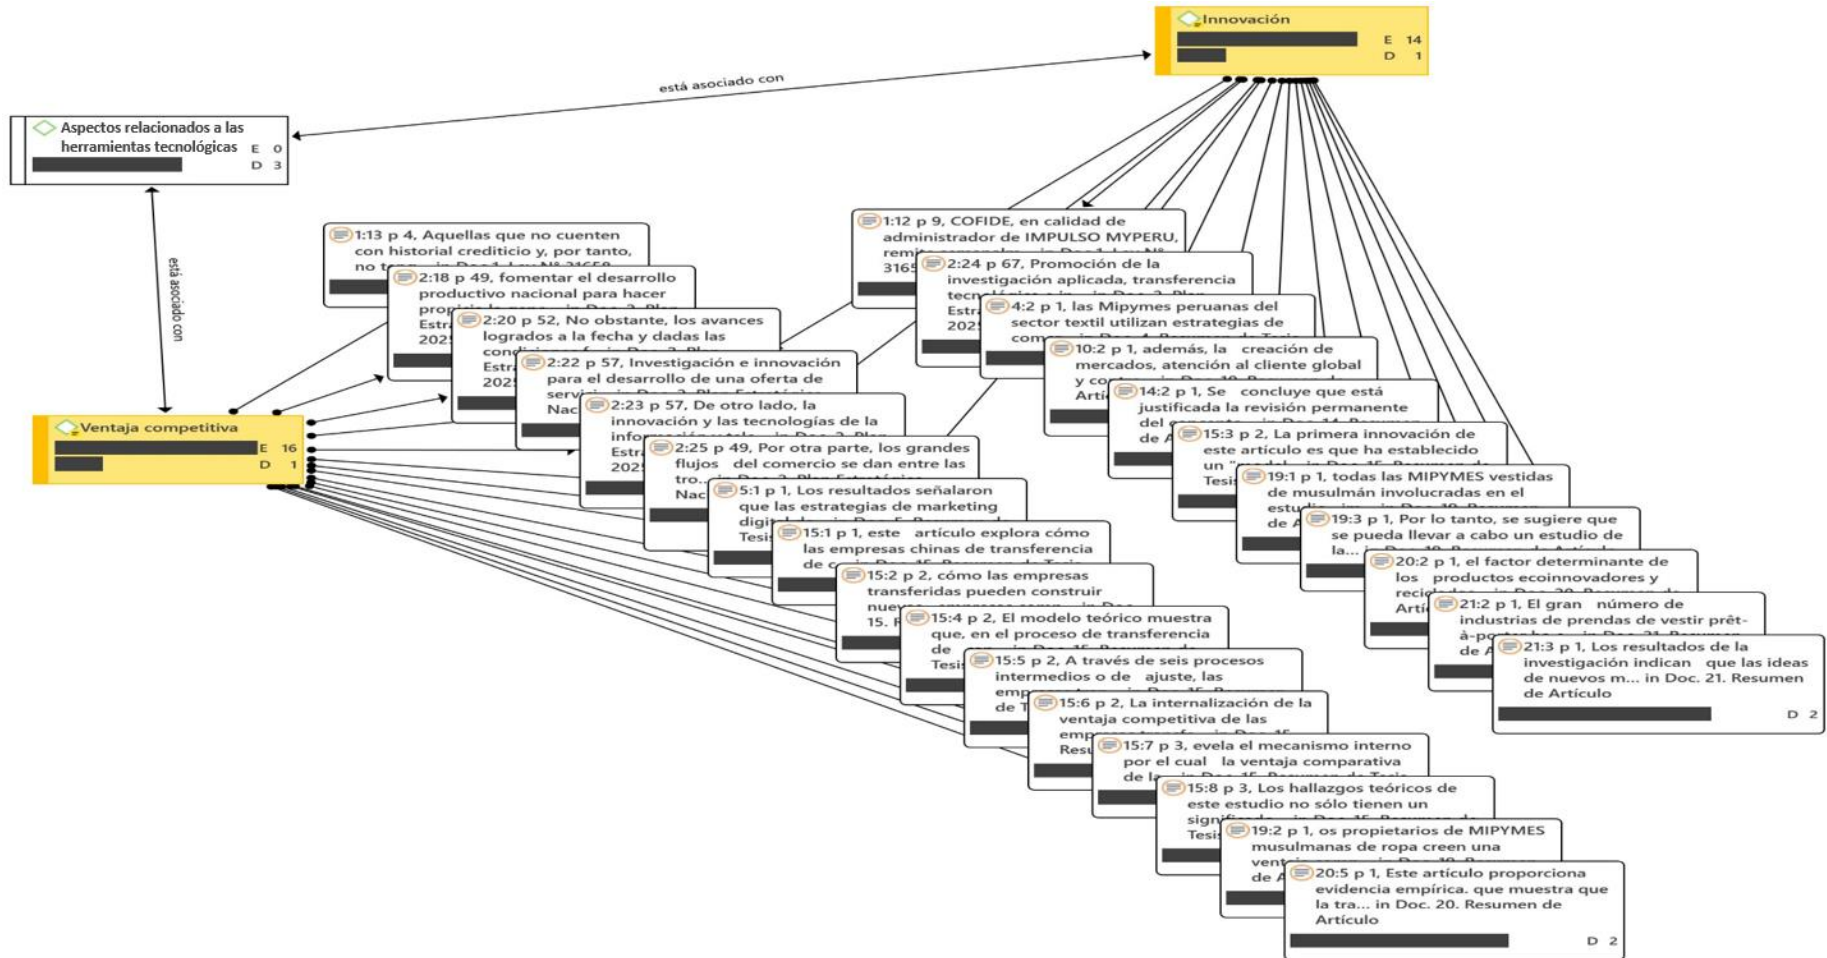 Innovación
E 14
D 1
está asociado con
Aspectos relacionados a las
herramientas tecnológicas E 0
D 3
está asociado con
Ventaja competitiva
E 16
D 1
1:13 p 4, Aquellas que no cuenten
con historial crediticio y, por tanto,
2:18 p 49, fomentar el desarrollo
productivo nacional para hacer
2:20 p 52, No obstante, los avances
logrados a la fecha y dadas las
2:22 p 57, Investigación e innovación
para el desarrollo de una oferta de
2:23 p 57, De otro lado, la
innovación y las tecnologías de la
2:25 p 49, Por otra parte, los grandes
flujos del comercio se dan entre las
5:1 p 1, Los resultados señalaron
que las estrategias de marketing
15:1 p 1, este artículo explora cómo
las empresas chinas de transferencia
15:2 p 2, cómo las empresas
transferidas pueden construir
15:4 p 2, El modelo teórico muestra
que, en el proceso de transferencia
15:5 p 2, A través de seis procesos
intermedios o de ajuste, las
15:6 p 2, La internalización de la
ventaja competitiva de las
15:7 p 3, evela el mecanismo interno
por el cual la ventaja comparativa
15:8 p 3, Los hallazgos teóricos de
este estudio no sólo tienen un
19:2 p 1, os propietarios de MIPYMES
musulmanas de ropa creen una
20:5 p 1, Este artículo proporciona
evidencia empírica. que muestra que
la tra... in Doc. 20. Resumen de
Artículo
D 2
1:12 p 9, COFIDE, en calidad de
administrador de IMPULSO MYPERU,
2:24 p 67, Promoción de la
investigación aplicada, transferencia
4:2 p 1, las Mipymes peruanas del
sector textil utilizan estrategias de
10:2 p 1, además, la creación de
mercados, atención al cliente global
14:2 p 1, Se concluye que está
justificada la revisión permanente
15:3 p 2, La primera innovación de
este artículo es que ha establecido
19:1 p 1, todas las MIPYMES vestidas
de musulmán involucradas en el
19:3 p 1, Por lo tanto, se sugiere que
se pueda llevar a cabo un estudio de
20:2 p 1, el factor determinante de
los productos ecoinnovadores y
21:2 p 1, El gran número de
industrias de prendas de vestir prêt-
21:3 p 1, Los resultados de la
investigación indican que las ideas
de nuevos m... in Doc. 21. Resumen
de Artículo
D 2